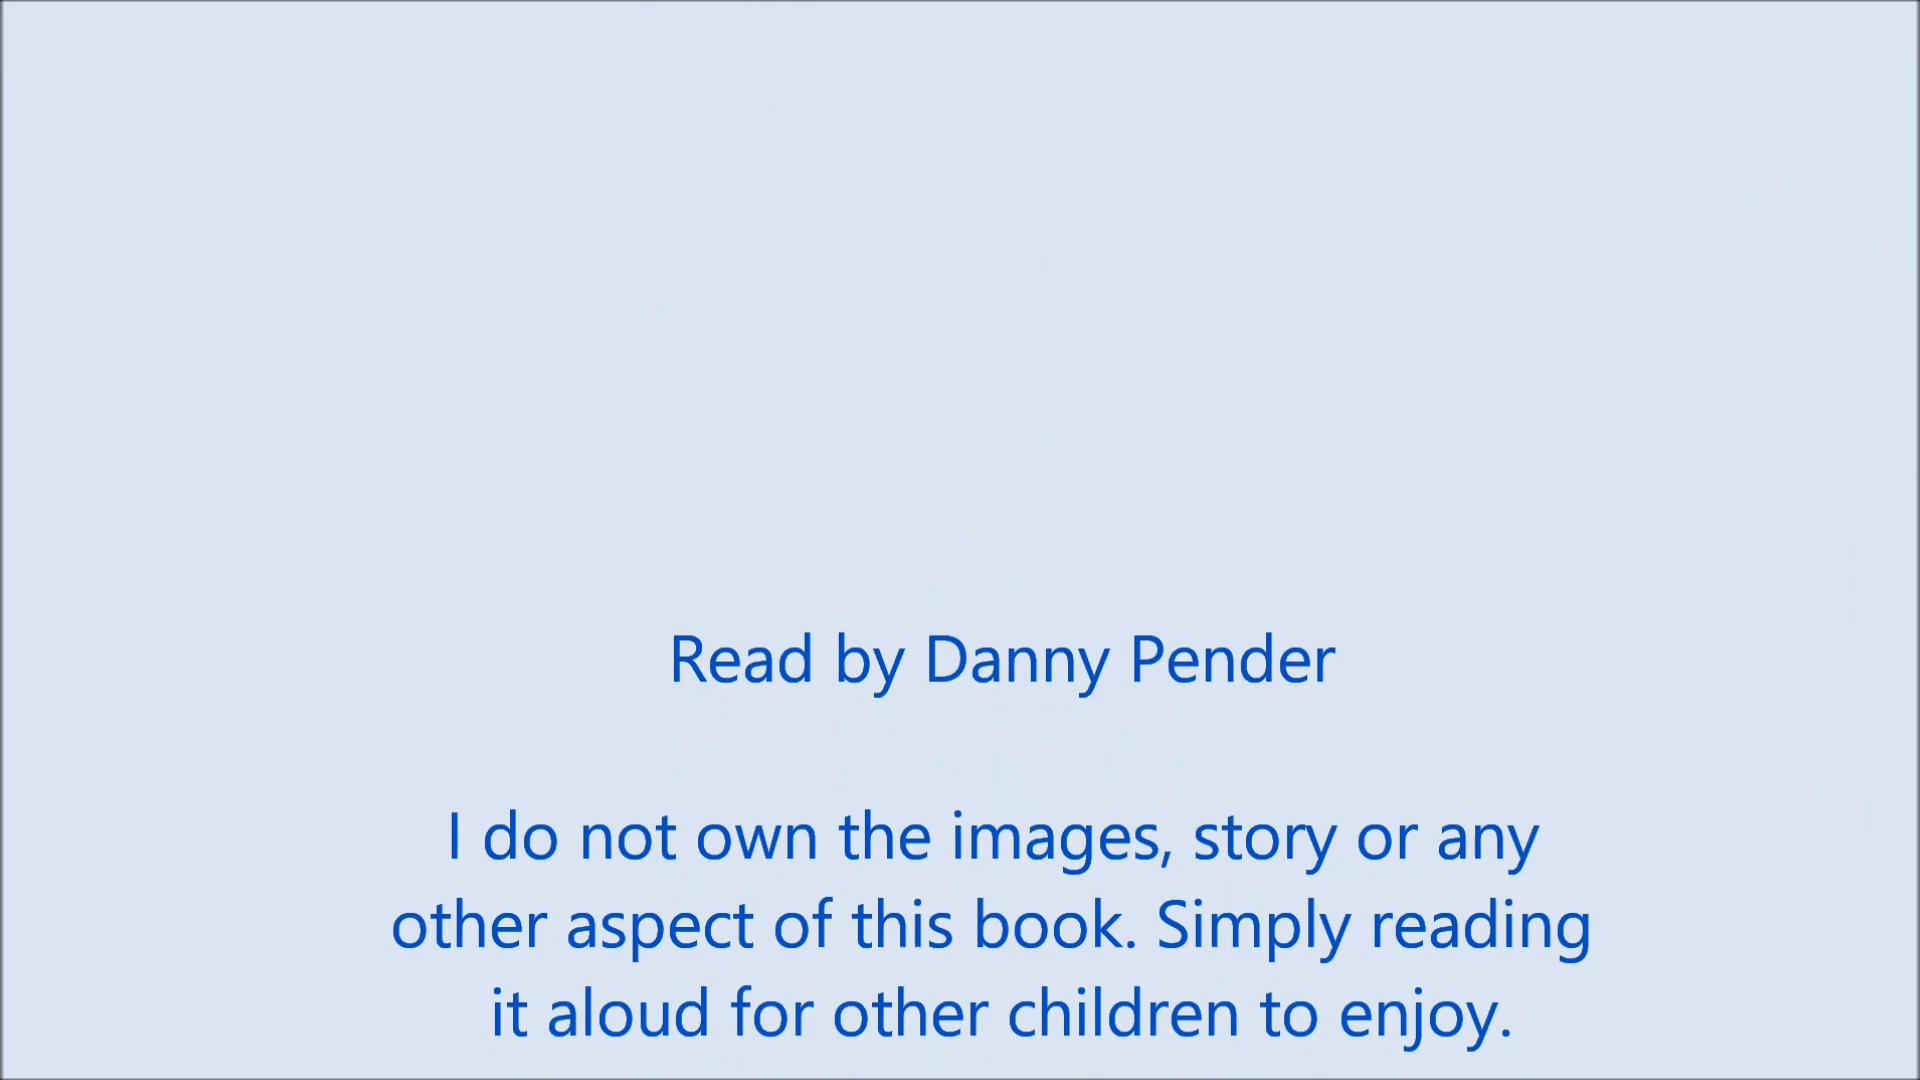 Read by Danny Pender
I do not own the images, story or any
other aspect of this book. Simply reading
it aloud for other children to enjoy.